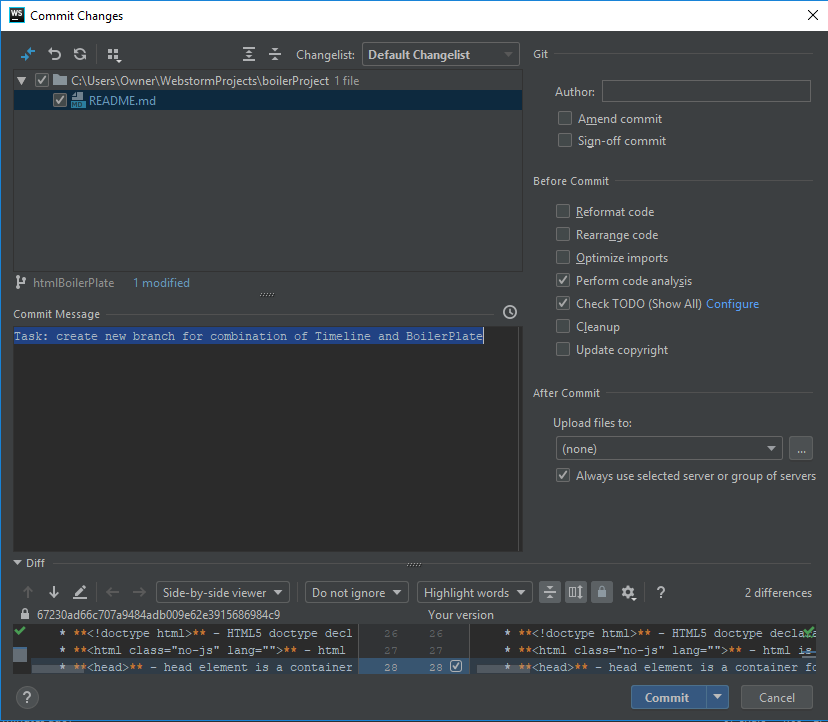 WS
Commit Changes
Changelist: Default Changelist
C:\Users\Owner\WebstormProjects\boilerProject 1 file
MD README.md
htmlBoilerPlate 1 modified
Commit Message
Task: create new branch for combination of Timeline and BoilerPlate
Git
Author:
Amend commit
Sign-off commit
Before Commit
Reformat code
Rearrange code
Optimize imports
Perform code analysis
Check TODO (Show All) Configure
Cleanup
Update copyright
After Commit
Upload files to:
(none) ...
Always use selected server or group of servers
Diff
Side-by-side viewer Do not ignore Highlight words ? 2 differences
67230ad66c707a9484adb009e62e3915686984c9 Your version
* **<!doctype html>** - HTML5 doctype decl 26 26 * **<!doctype html>** - HTML5 doctype declara
* **<html class="no-js" lang="">** - html 27 27 * **<html class="no-js" lang="">** - html is
* **<head>** - head element is a container 28 28 * **<head>** - head element is a container fo
? Commit Cancel